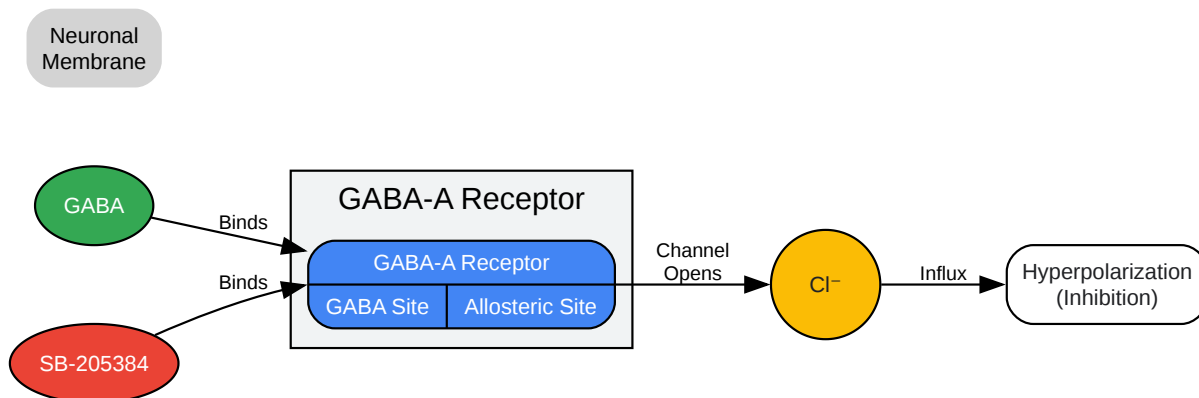 Neuronal
Membrane
GABA
Binds
GABA-A Receptor
GABA-A Receptor
GABA Site
Allosteric Site
Binds
SB-205384
Channel
Opens
Cl⁻
Influx
Hyperpolarization
(Inhibition)